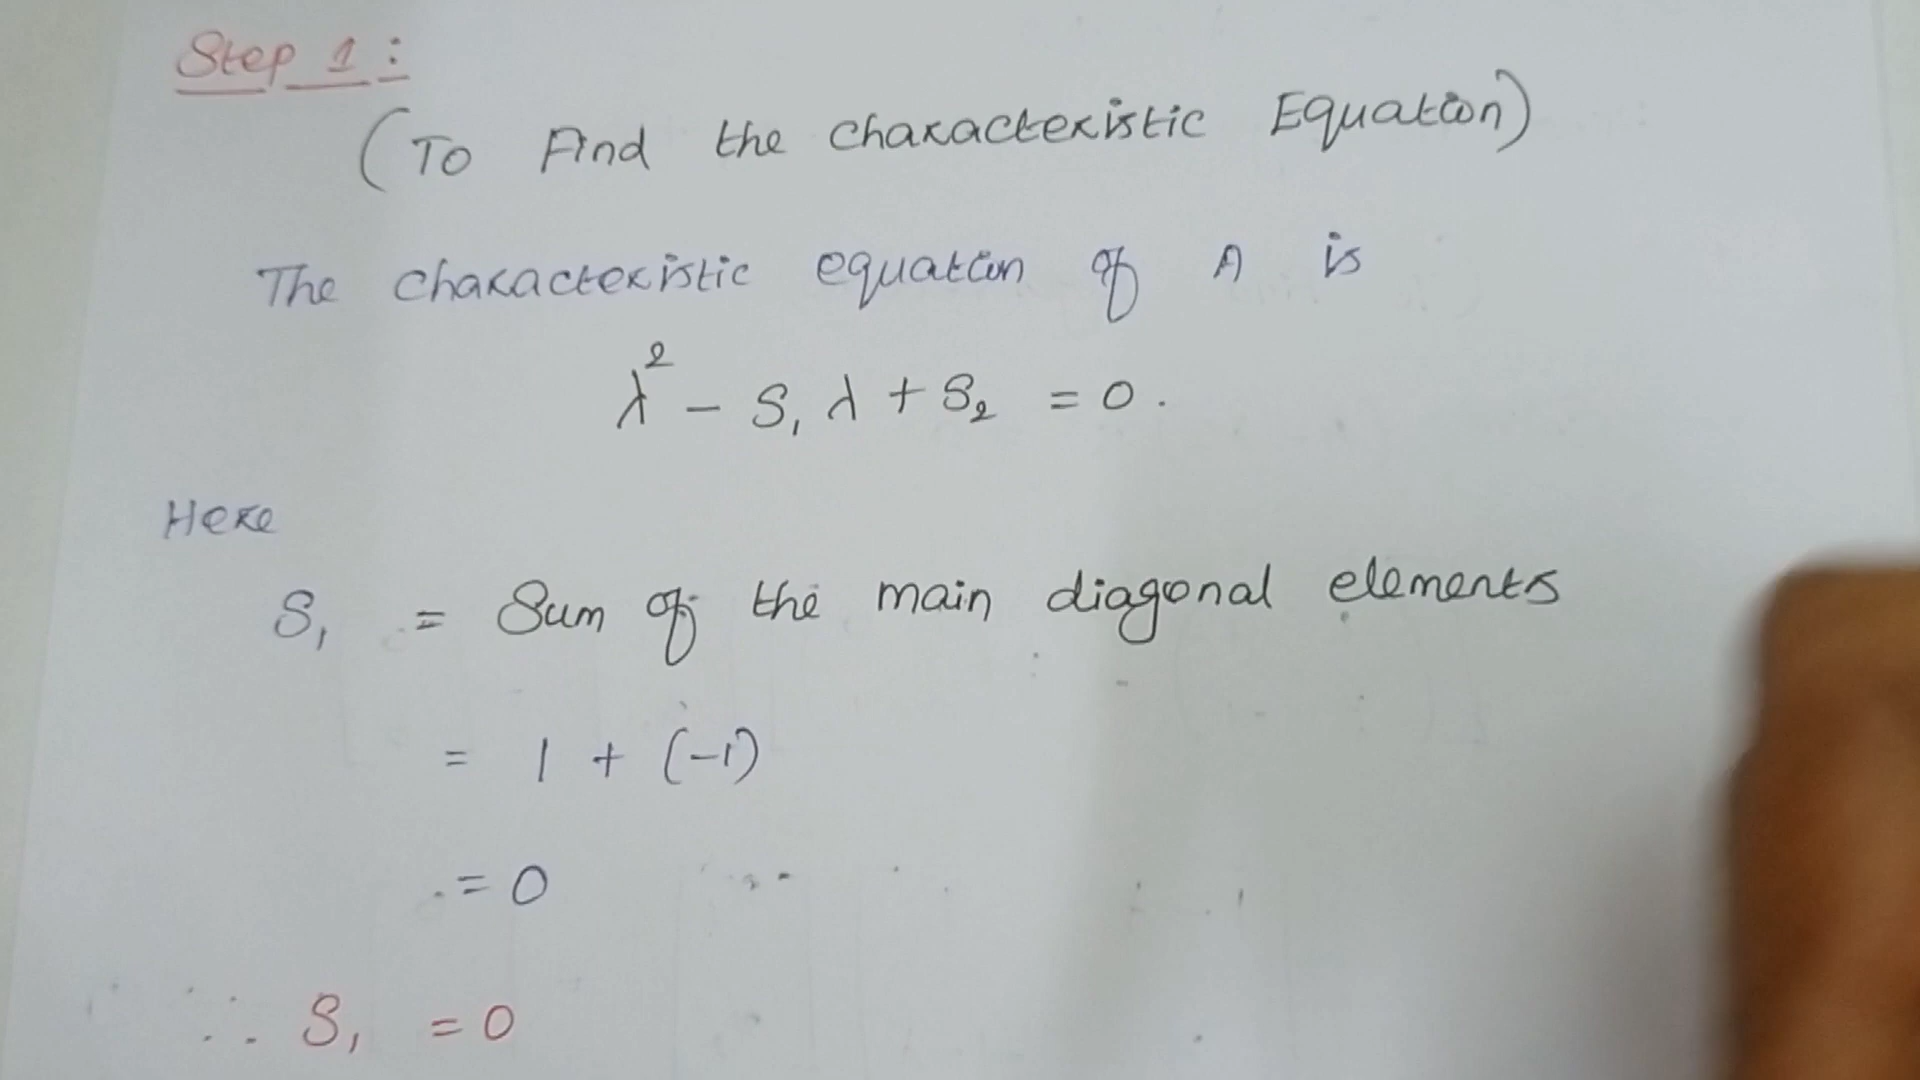 Step 1:
(To Find the characteristic Equation)
The characteristic equation of A is
λ² - S₁ λ + S₂ = 0.
Here
S₁ = Sum of the main diagonal elements
= 1 + (-1)
= 0
∴ S₁ = 0